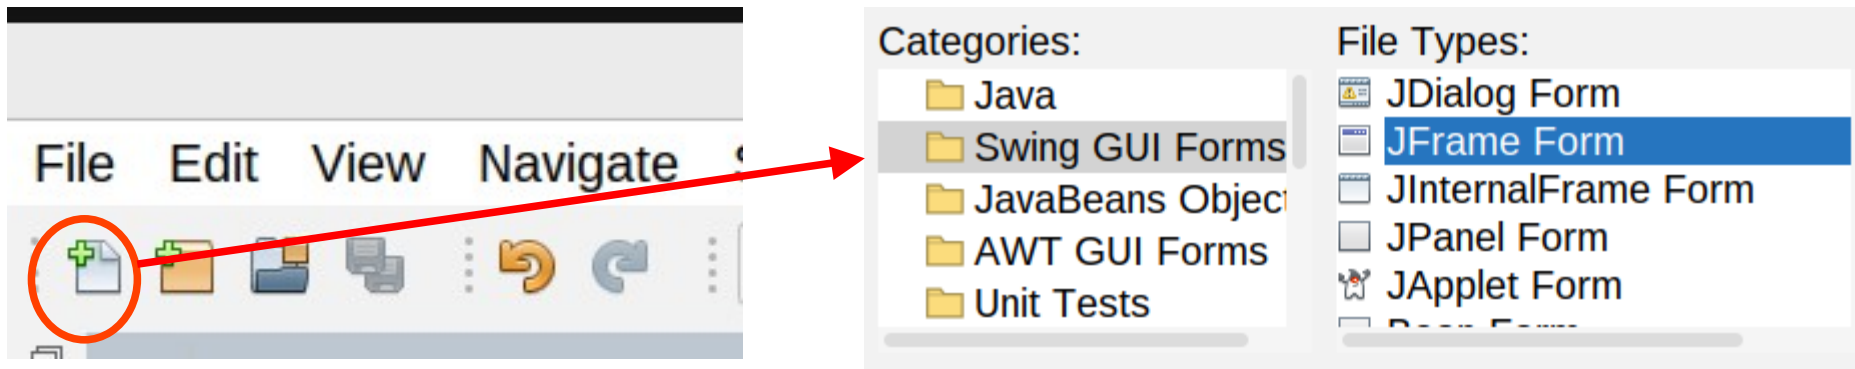 File Edit View Navigate
Categories:
Java
Swing GUI Forms
JavaBeans Object
AWT GUI Forms
Unit Tests
File Types:
JDialog Form
JFrame Form
JInternalFrame Form
JPanel Form
JApplet Form